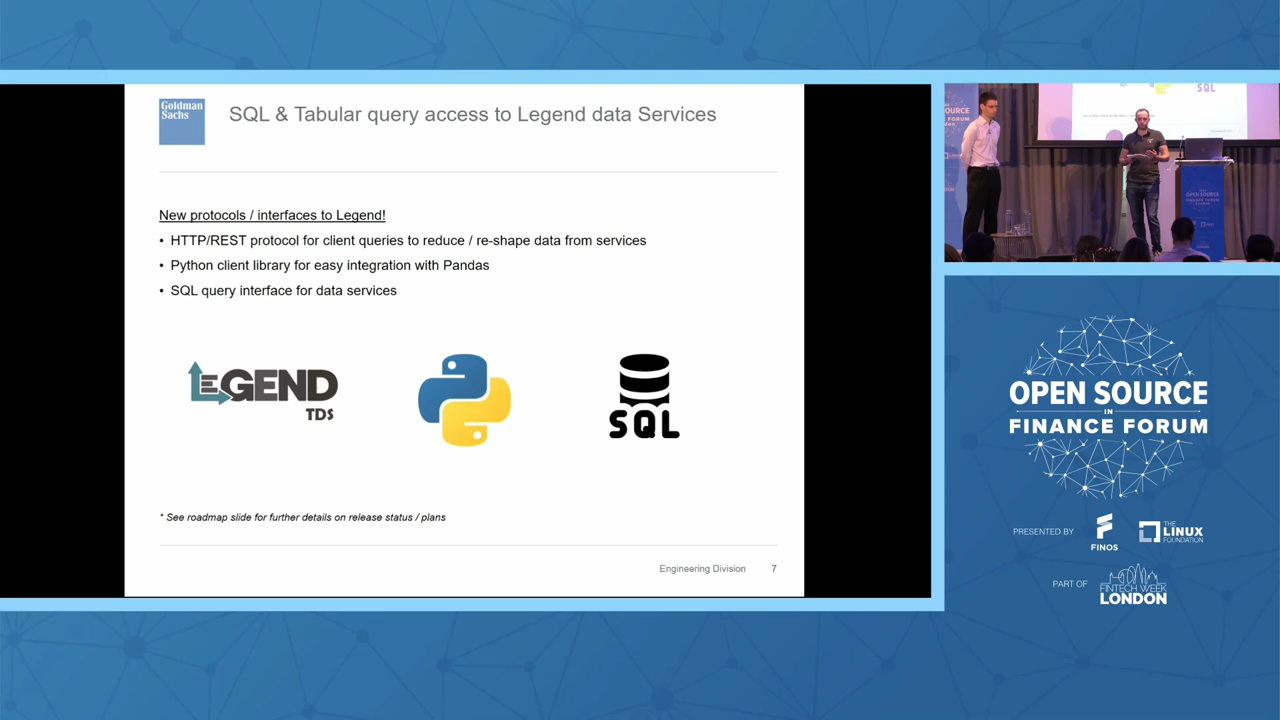 Goldman
Sachs
SQL & Tabular query access to Legend data Services
New protocols / interfaces to Legend!
• HTTP/REST protocol for client queries to reduce / re-shape data from services
• Python client library for easy integration with Pandas
• SQL query interface for data services
LEGEND
TDS
SQL
* See roadmap slide for further details on release status / plans
Engineering Division 7
SQL
OPEN SOURCE
OPEN SOURCE
IN
FINANCE FORUM
PRESENTED BY
FINOS
THE
LINUX
FOUNDATION
PART OF
FINTECH WEEK
LONDON